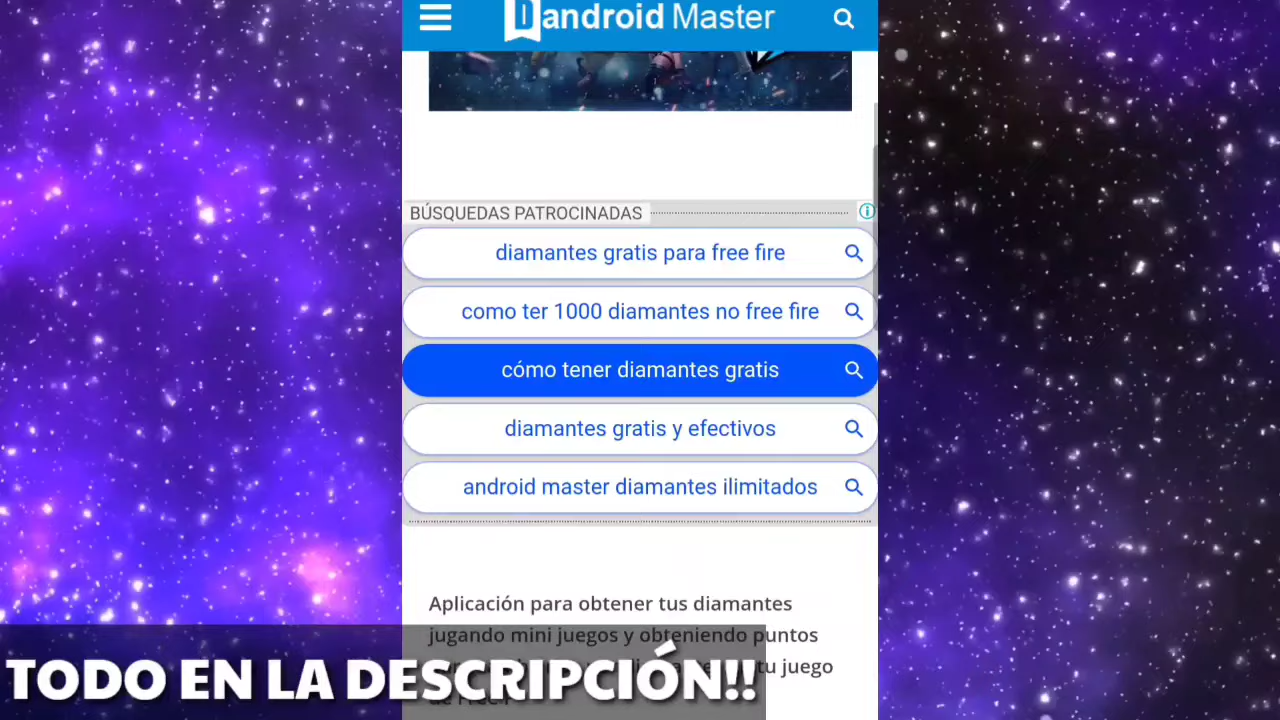 Dandroid Master
BÚSQUEDAS PATROCINADAS
diamantes gratis para free fire
como ter 1000 diamantes no free fire
cómo tener diamantes gratis
diamantes gratis y efectivos
android master diamantes ilimitados
Aplicación para obtener tus diamantes
jugando mini juegos y obteniendo puntos
tu juego
TODO EN LA DESCRIPCIÓN!!